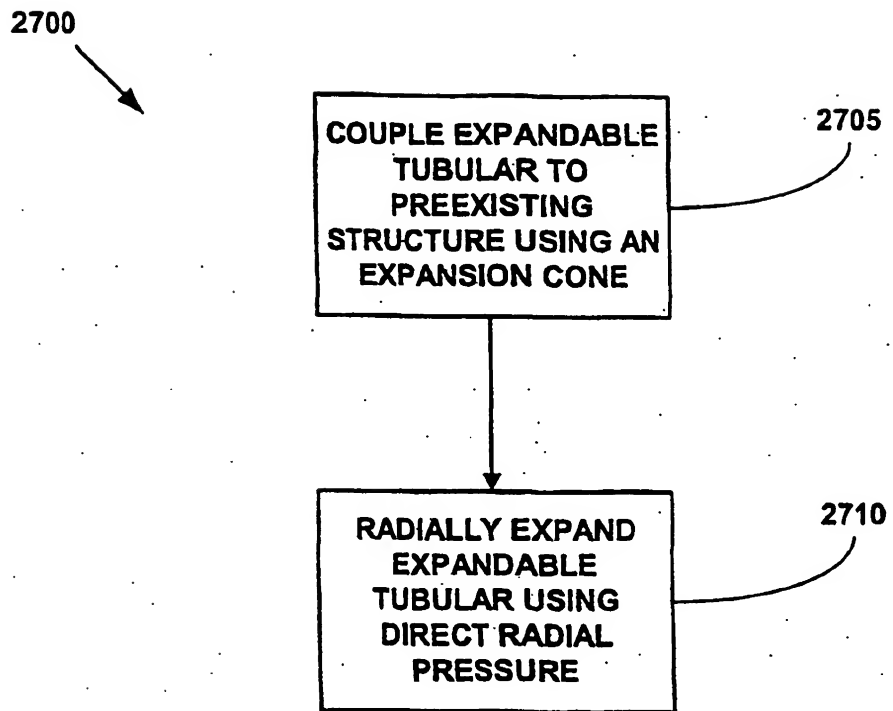 2700
COUPLE EXPANDABLE
TUBULAR TO
PREEXISTING
STRUCTURE USING AN
EXPANSION CONE
2705
RADIALLY EXPAND
EXPANDABLE
TUBULAR USING
DIRECT RADIAL
PRESSURE
2710